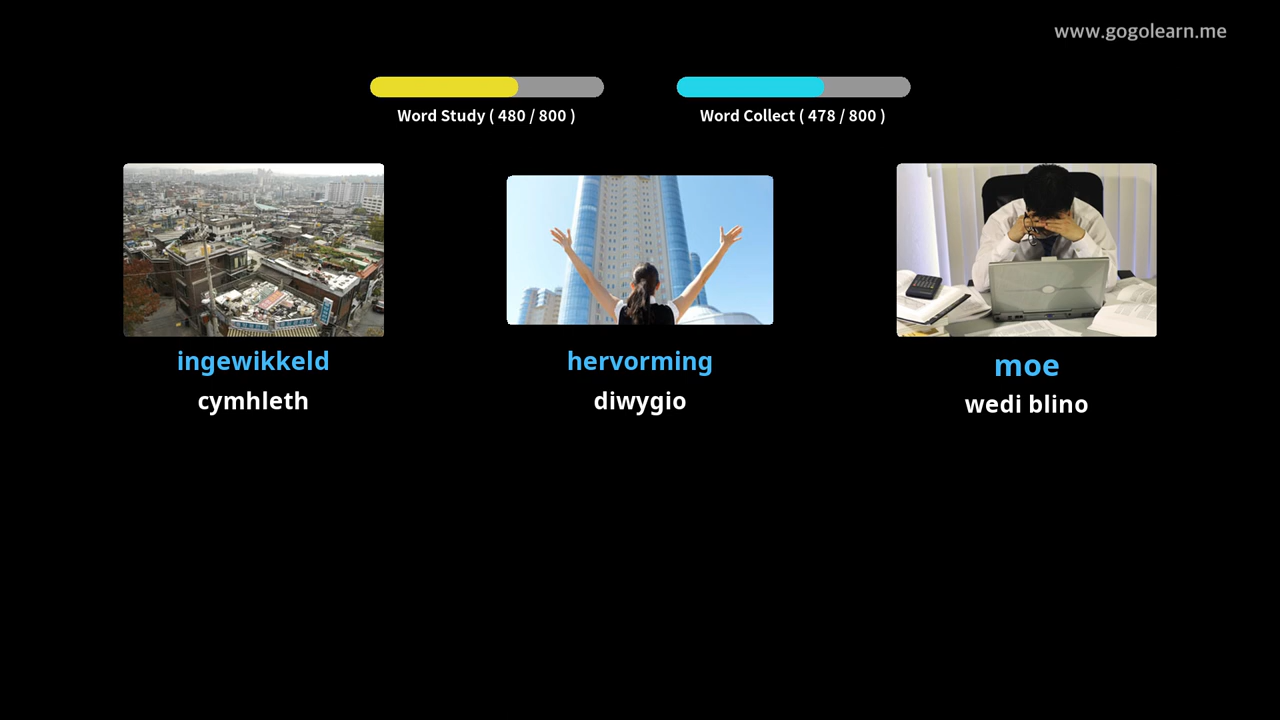 www.gogolearn.me
Word Study ( 480 / 800 )
Word Collect ( 478 / 800 )
ingewikkeld
cymhleth
hervorming
diwygio
moe
wedi blino